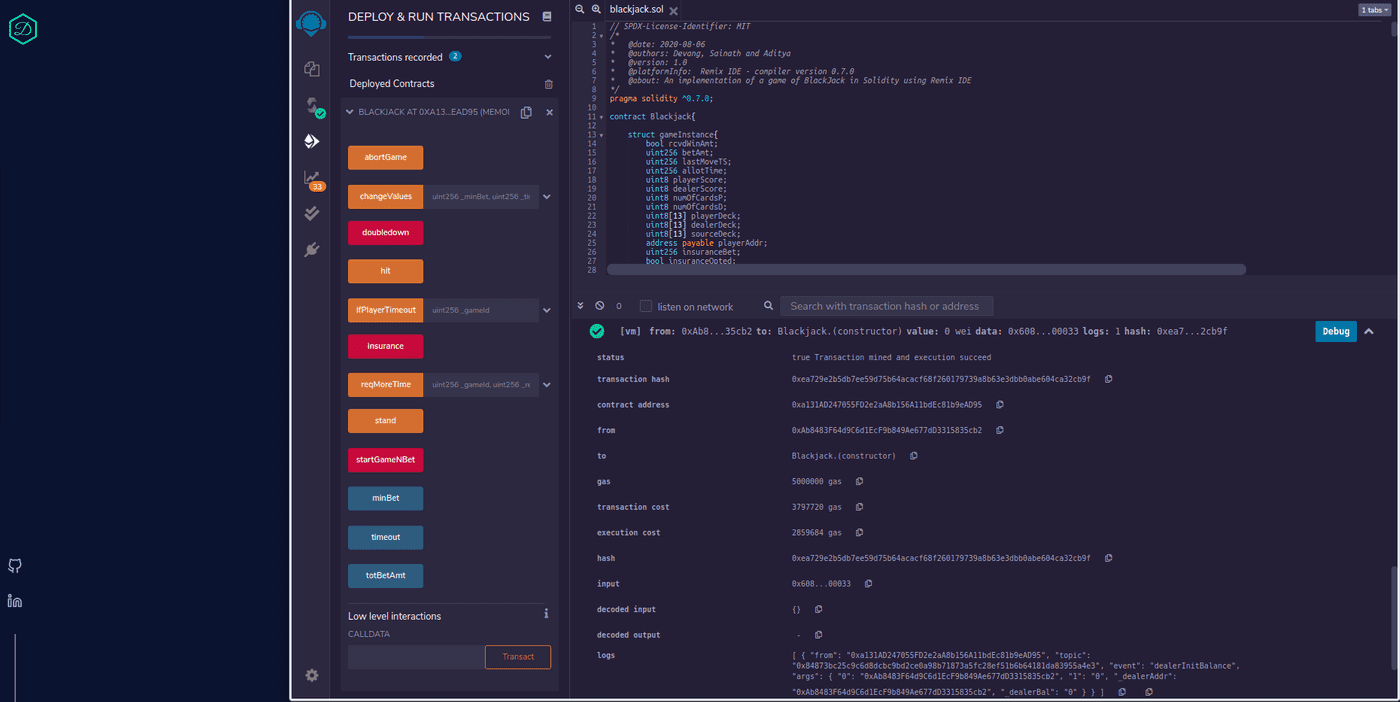 DEPLOY & RUN TRANSACTIONS
Transactions recorded 2
Deployed Contracts
BLACKJACK AT 0XA13...EAD95 (MEMOI
abortGame
changeValues uint256 _minBet, uint256 _ti
doubledown
hit
ifPlayerTimeout uint256 _gameId
insurance
reqMoreTime uint256 _gameId, uint256 _re
stand
startGameNBet
minBet
timeout
totBetAmt
Low level interactions
CALLDATA
Transact
33
blackjack.sol
1 tabs
1 // SPDX-License-Identifier: MIT
2 /*
3 * @date: 2020-08-06
4 * @authors: Devang, Sainath and Aditya
5 * @version: 1.0
6 * @platformInfo: Remix IDE - compiler version 0.7.0
7 * @about: An implementation of a game of BlackJack in Solidity using Remix IDE
8 */
9 pragma solidity ^0.7.0;
10
11 contract Blackjack{
12
13 struct gameInstance{
14 bool rcvdWinAmt;
15 uint256 betAmt;
16 uint256 lastMoveTS;
17 uint256 allotTime;
18 uint8 playerScore;
19 uint8 dealerScore;
20 uint8 numOfCardsP;
21 uint8 numOfCardsD;
22 uint8[13] playerDeck;
23 uint8[13] dealerDeck;
24 uint8[13] sourceDeck;
25 address payable playerAddr;
26 uint256 insuranceBet;
27 bool insuranceOpted;
28
0 listen on network Search with transaction hash or address
[vm] from: 0xAb8...35cb2 to: Blackjack.(constructor) value: 0 wei data: 0x608...00033 logs: 1 hash: 0xea7...2cb9f Debug
status true Transaction mined and execution succeed
transaction hash 0xea729e2b5db7ee59d75b64acacf68f260179739a8b63e3dbb0abe604ca32cb9f
contract address 0xa131AD247055FD2e2aA8b156A11bdEc81b9eAD95
from 0xAb8483F64d9C6d1EcF9b849Ae677dD3315835cb2
to Blackjack.(constructor)
gas 5000000 gas
transaction cost 3797720 gas
execution cost 2859684 gas
hash 0xea729e2b5db7ee59d75b64acacf68f260179739a8b63e3dbb0abe604ca32cb9f
input 0x608...00033
decoded input {}
decoded output -
logs [ { "from": "0xa131AD247055FD2e2aA8b156A11bdEc81b9eAD95", "topic":
"0x84873bc25c9c6d8dcbc9bd2ce0a98b71873a5fc28ef51b6b64181da83955a4e3", "event": "dealerInitBalance",
"args": { "0": "0xAb8483F64d9C6d1EcF9b849Ae677dD3315835cb2", "1": "0", "_dealerAddr":
"0xAb8483F64d9C6d1EcF9b849Ae677dD3315835cb2", "_dealerBal": "0" } } ]